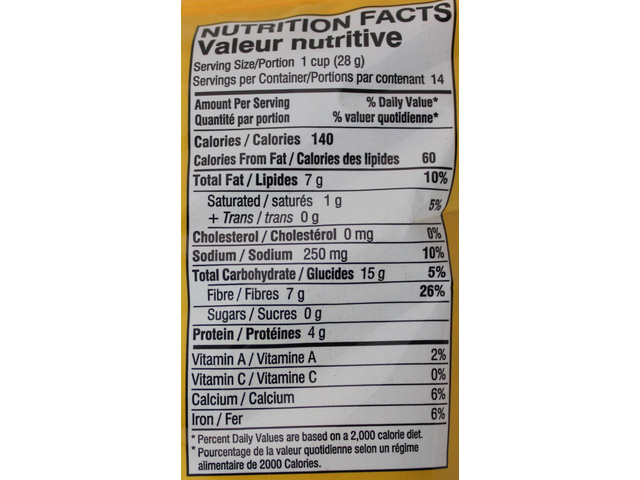 NUTRITION FACTS
Valeur nutritive
Serving Size/Portion 1 cup (28 g)
Servings per Container/Portions par contenant 14
Amount Per Serving % Daily Value*
Quantité par portion % valuer quotidienne*
Calories / Calories 140
Calories From Fat / Calories des lipides 60
Total Fat / Lipides 7 g 10%
Saturated / saturés 1 g 5%
+ Trans / trans 0 g
Cholesterol / Cholestérol 0 mg 0%
Sodium / Sodium 250 mg 10%
Total Carbohydrate / Glucides 15 g 5%
Fibre / Fibres 7 g 26%
Sugars / Sucres 0 g
Protein / Protéines 4 g
Vitamin A / Vitamine A 2%
Vitamin C / Vitamine C 0%
Calcium / Calcium 6%
Iron / Fer 6%
* Percent Daily Values are based on a 2,000 calorie diet.
* Pourcentage de la valeur quotidienne selon un régime
alimentaire de 2000 Calories.